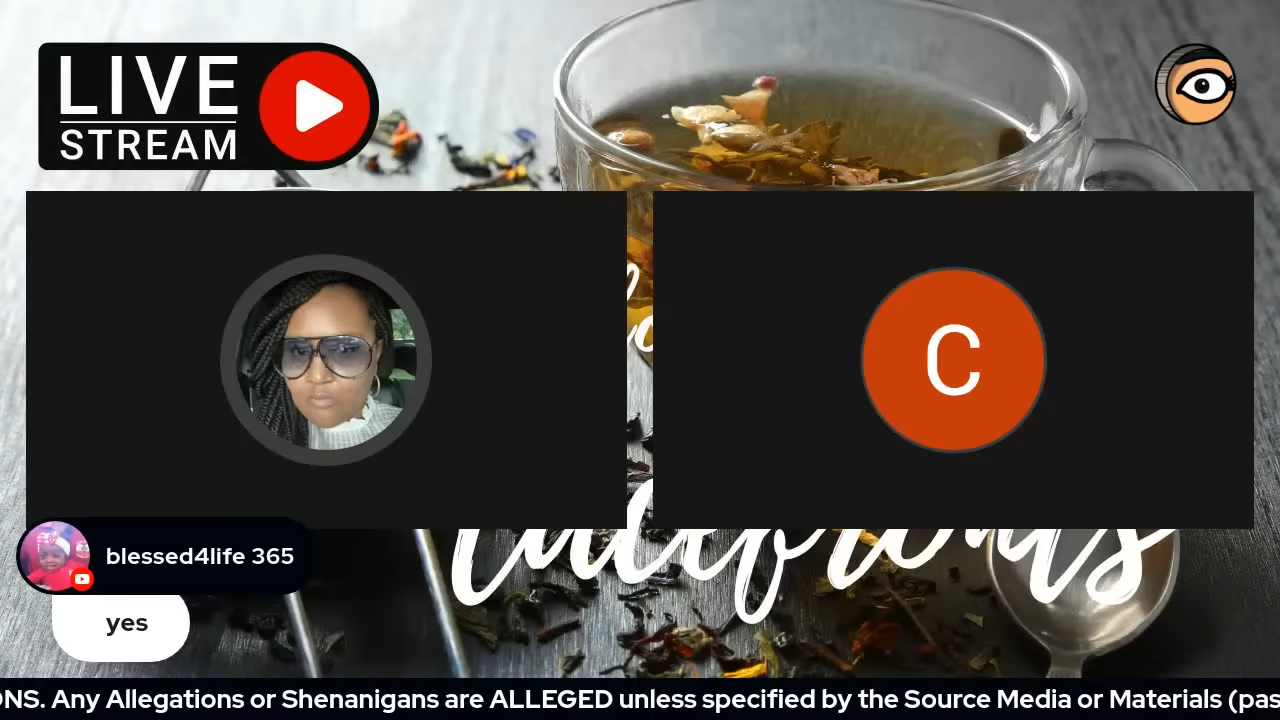 LIVE
STREAM
C
blessed4life 365
yes
ONS. Any Allegations or Shenanigans are ALLEGED unless specified by the Source Media or Materials (pas